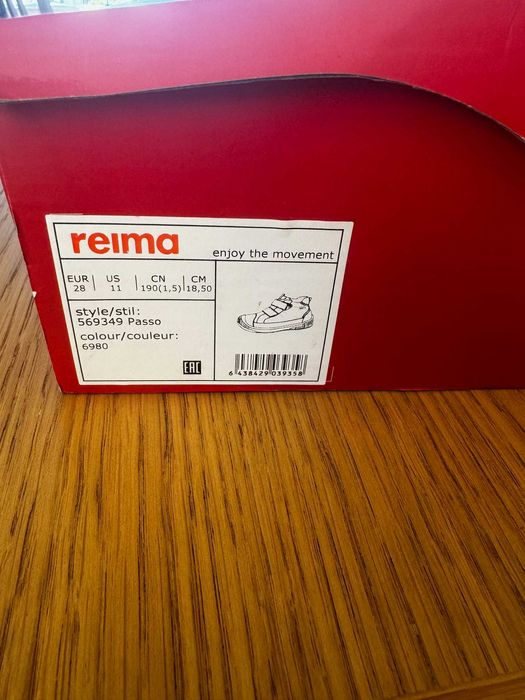 reima
enjoy the movement
EUR US CN CM
28 11 190(1,5) 18,50
style/stil:
569349 Passo
colour/couleur:
6980
EAC
6 438429 039358